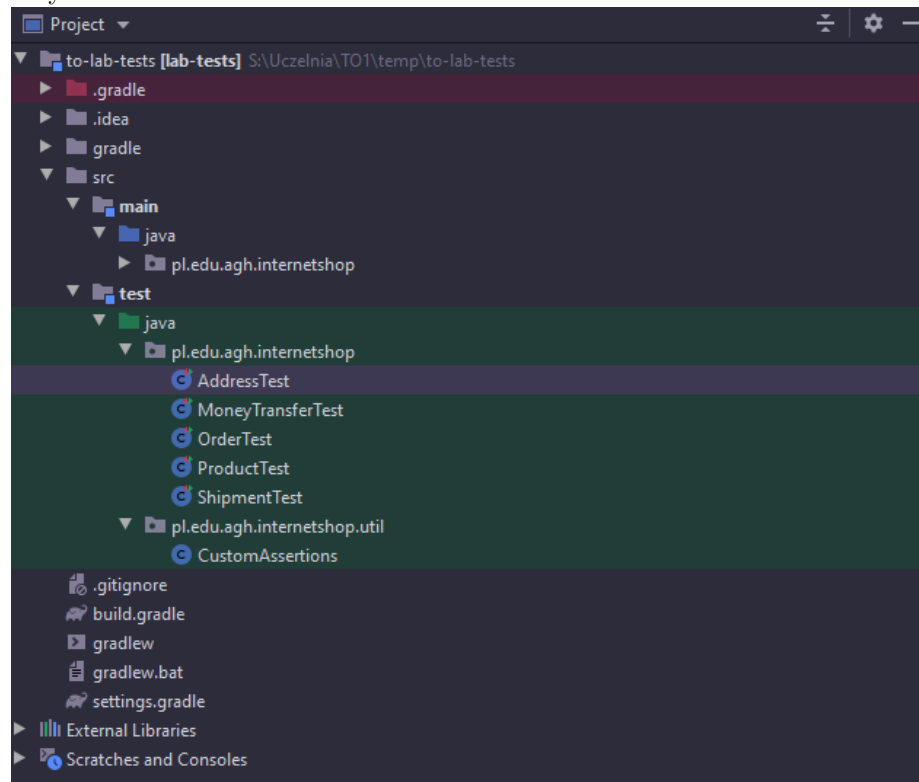 Project
to-lab-tests [lab-tests] S:\Uczelnia\TO1\temp\to-lab-tests
.gradle
.idea
gradle
src
main
java
pl.edu.agh.internetshop
test
java
pl.edu.agh.internetshop
AddressTest
MoneyTransferTest
OrderTest
ProductTest
ShipmentTest
pl.edu.agh.internetshop.util
CustomAssertions
.gitignore
build.gradle
gradlew
gradlew.bat
settings.gradle
External Libraries
Scratches and Consoles